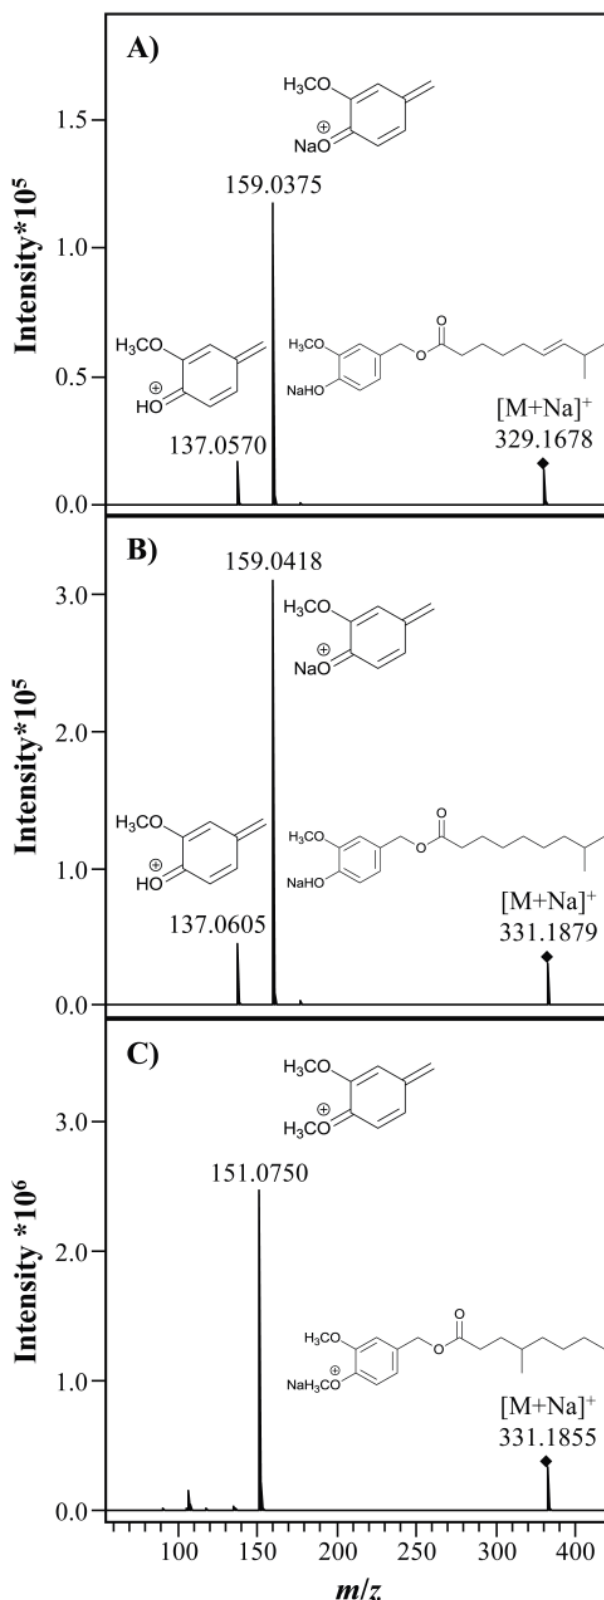 A)
H₃CO
⊕
NaO
159.0375
1.5
1.0
0.5
0.0
Intensity*10⁵
H₃CO
⊕
HO
137.0570
O
H₃CO
O
NaHO
[M+Na]⁺
329.1678
B)
159.0418
H₃CO
⊕
NaO
3.0
2.0
1.0
0.0
Intensity*10⁵
H₃CO
⊕
HO
137.0605
O
H₃CO
O
NaHO
[M+Na]⁺
331.1879
C)
H₃CO
⊕
H₃CO
151.0750
3.0
2.0
1.0
0.0
Intensity *10⁶
O
H₃CO
O
⊕
NaH₃CO
[M+Na]⁺
331.1855
100 150 200 250 300 350 400
m/z